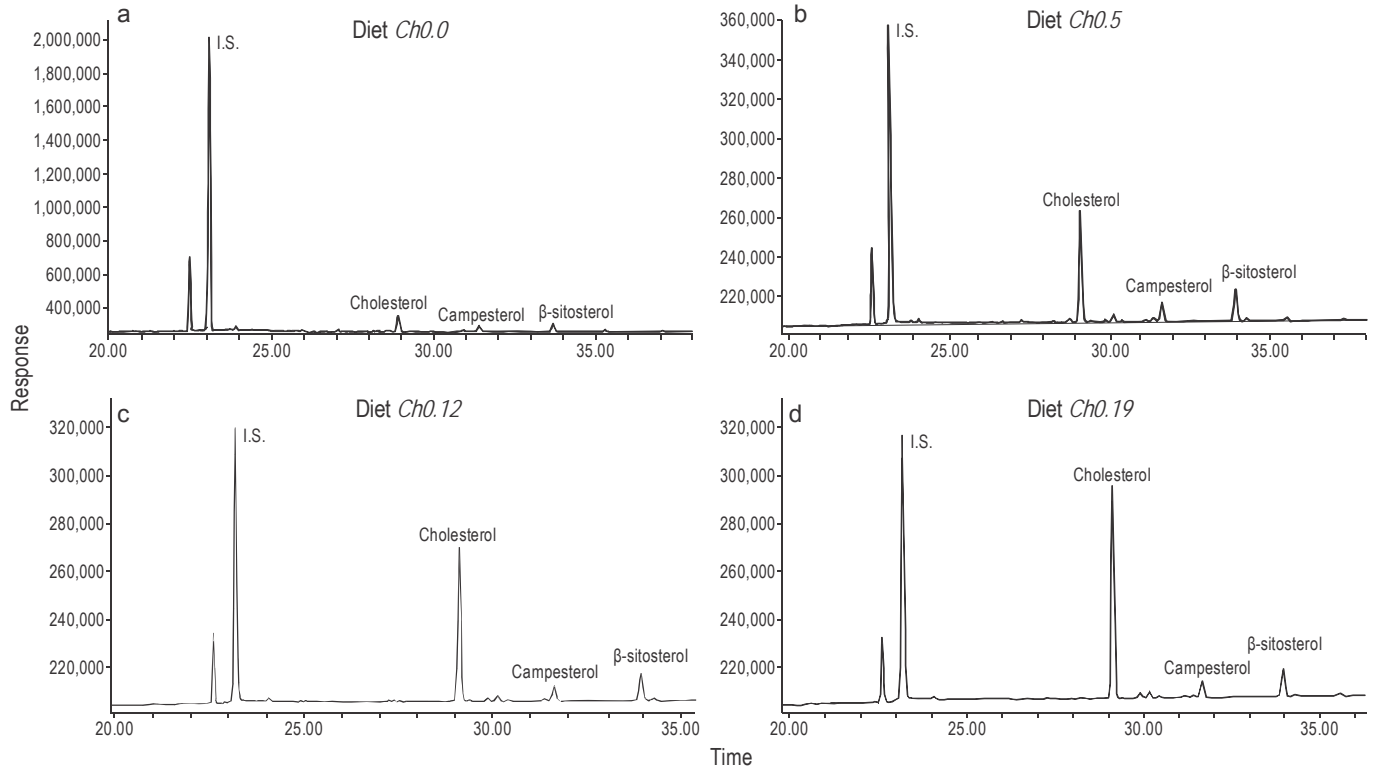 a
Diet Ch0.0
I.S.
2,000,000
1,800,000
1,600,000
1,400,000
1,200,000
1,000,000
800,000
600,000
400,000
Cholesterol
Campesterol
β-sitosterol
20.00 25.00 30.00 35.00
b
Diet Ch0.5
I.S.
360,000
340,000
360,000
300,000
280,000
260,000
240,000
220,000
Cholesterol
Campesterol
β-sitosterol
20.00 25.00 30.00 35.00
Response
c
Diet Ch0.12
I.S.
320,000
300,000
280,000
260,000
240,000
220,000
Cholesterol
Campesterol
β-sitosterol
20.00 25.00 30.00 35.00
d
Diet Ch0.19
I.S.
320,000
300,000
280,000
260,000
240,000
220,000
Cholesterol
Campesterol
β-sitosterol
20.00 25.00 30.00 35.00
Time